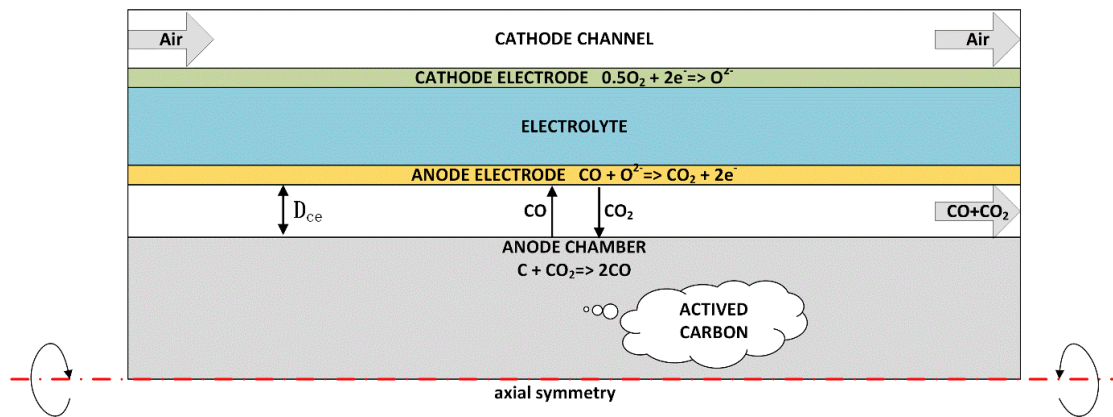 Air CATHODE CHANNEL Air
CATHODE ELECTRODE 0.5O₂ + 2e⁻=> O²⁻
ELECTROLYTE
ANODE ELECTRODE CO + O²⁻=> CO₂ + 2e⁻
D_ce CO CO₂ CO+CO₂
ANODE CHAMBER
C + CO₂=> 2CO
ACTIVED
CARBON
axial symmetry